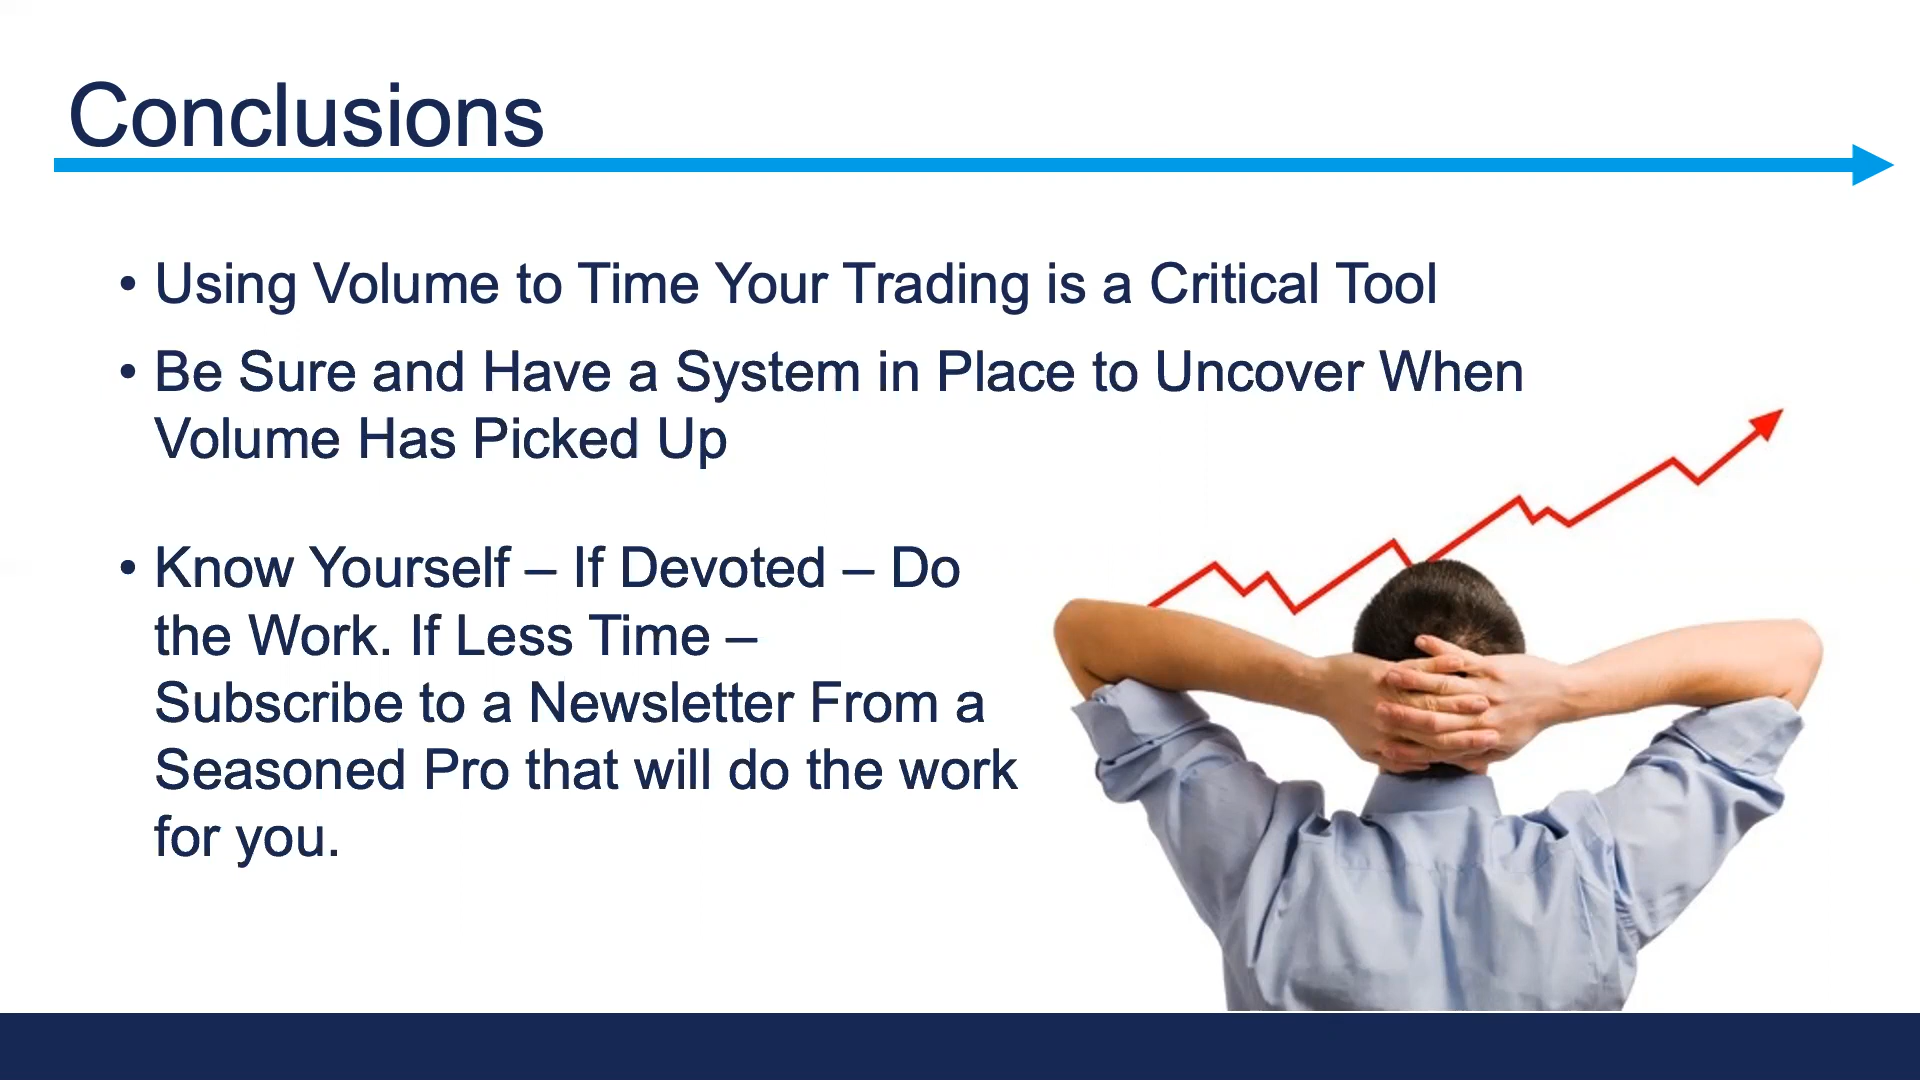 Conclusions
• Using Volume to Time Your Trading is a Critical Tool
• Be Sure and Have a System in Place to Uncover When
Volume Has Picked Up
• Know Yourself – If Devoted – Do
the Work. If Less Time –
Subscribe to a Newsletter From a
Seasoned Pro that will do the work
for you.